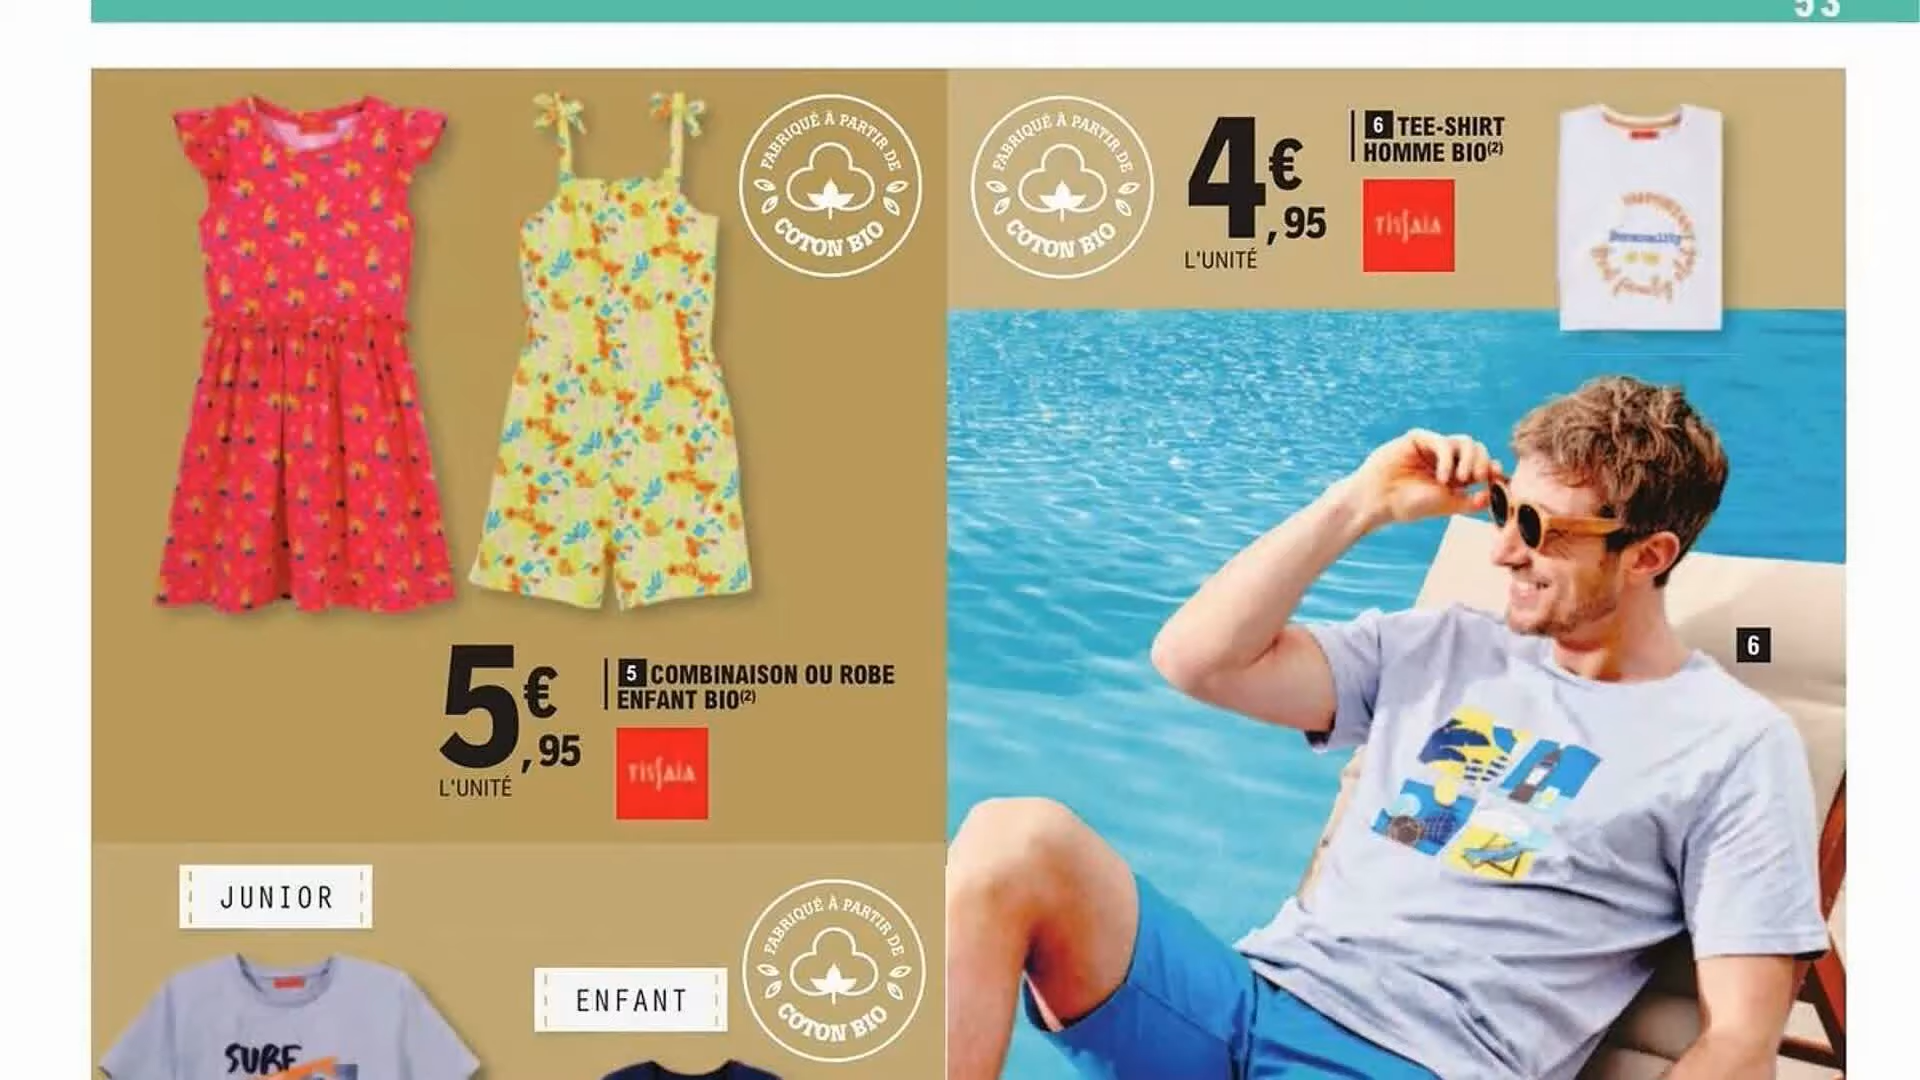 53
FABRIQUÉ À PARTIR DE
COTON BIO
5€,95
L'UNITÉ
5 COMBINAISON OU ROBE
ENFANT BIO(2)
TISSAIA
FABRIQUÉ À PARTIR DE
COTON BIO
4€,95
L'UNITÉ
6 TEE-SHIRT
HOMME BIO(2)
TISSAIA
6
JUNIOR
SURF
ENFANT
FABRIQUÉ À PARTIR DE
COTON BIO